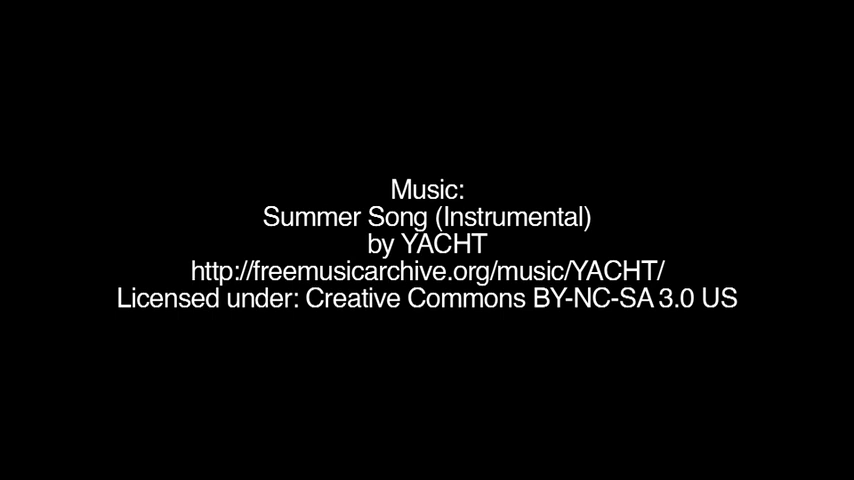 Music:
Summer Song (Instrumental)
by YACHT
http://freemusicarchive.org/music/YACHT/
Licensed under: Creative Commons BY-NC-SA 3.0 US